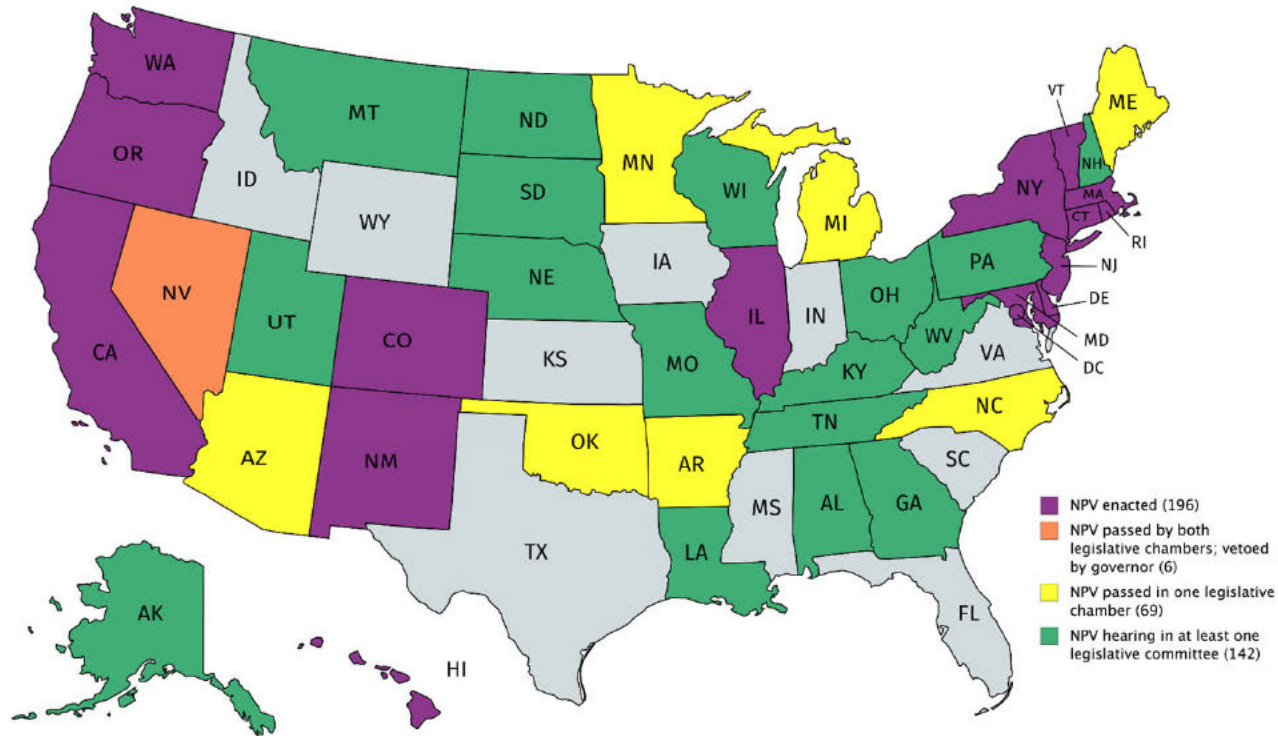 WA
MT
ND
MN
VT
ME
OR
ID
SD
WI
NH
NY
MA
WY
MI
CT
RI
IA
PA
NJ
NE
NV
OH
DE
UT
IL
IN
CA
CO
WV
MD
KS
MO
VA
DC
KY
NC
TN
OK
AZ
NM
AR
SC
MS
AL
GA
TX
LA
FL
AK
HI
NPV enacted (196)
NPV passed by both
legislative chambers; vetoed
by governor (6)
NPV passed in one legislative
chamber (69)
NPV hearing in at least one
legislative committee (142)